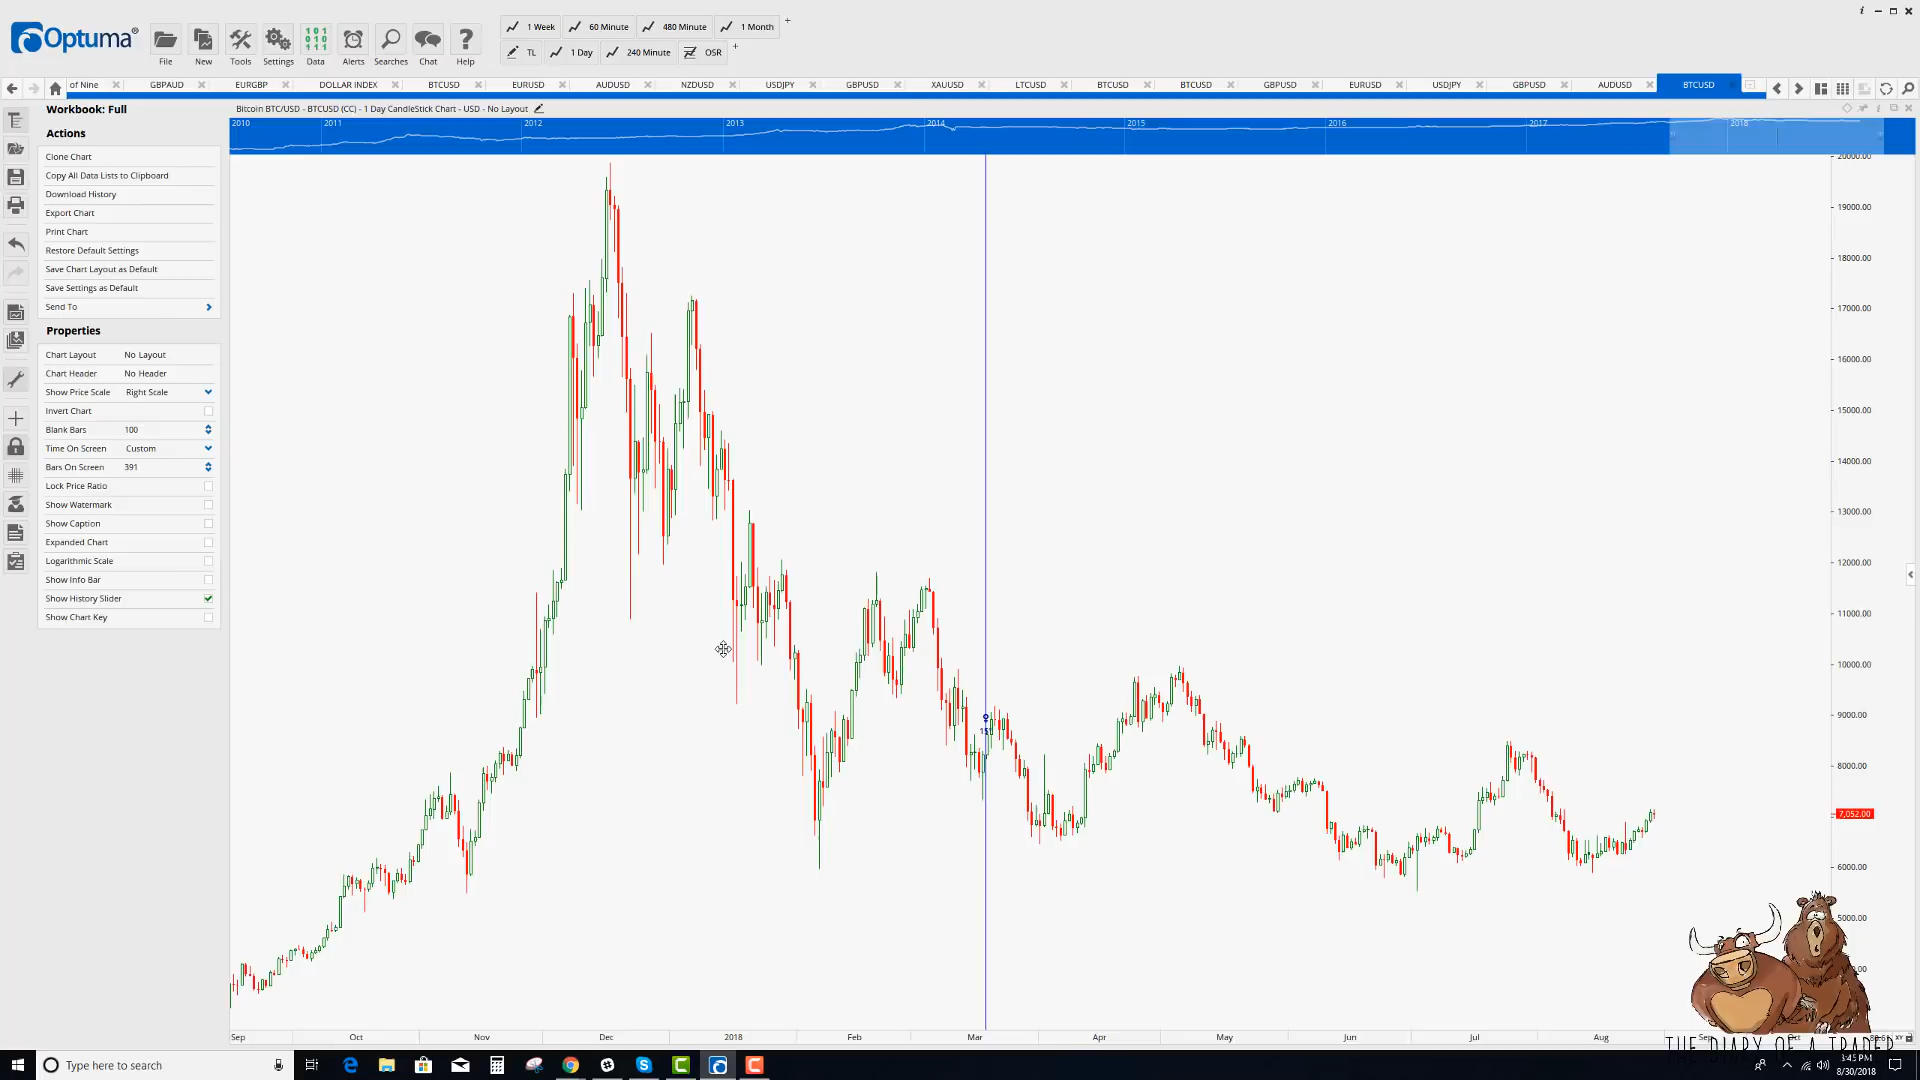 i
Optuma®
File
New
Tools
Settings
Data
Alerts
Searches
Chat
Help
1 Week
60 Minute
480 Minute
1 Month
+
TL
1 Day
240 Minute
OSR
+
of Nine
GBPAUD
EURGBP
DOLLAR INDEX
BTCUSD
EURUSD
AUDUSD
NZDUSD
USDJPY
GBPUSD
XAUUSD
LTCUSD
BTCUSD
BTCUSD
GBPUSD
EURUSD
USDJPY
GBPUSD
AUDUSD
BTCUSD
Workbook: Full
Bitcoin BTC/USD - BTCUSD (CC) - 1 Day CandleStick Chart - USD - No Layout
2010
2011
2012
2013
2014
2015
2016
2017
2018
Actions
Clone Chart
Copy All Data Lists to Clipboard
Download History
Export Chart
Print Chart
Restore Default Settings
Save Chart Layout as Default
Save Settings as Default
Send To
Properties
Chart Layout No Layout
Chart Header No Header
Show Price Scale Right Scale
Invert Chart
Blank Bars 100
Time On Screen Custom
Bars On Screen 391
Lock Price Ratio
Show Watermark
Show Caption
Expanded Chart
Logarithmic Scale
Show Info Bar
Show History Slider
Show Chart Key
20000.00
19000.00
18000.00
17000.00
16000.00
15000.00
14000.00
13000.00
12000.00
11000.00
10000.00
9000.00
8000.00
7,052.00
6000.00
5000.00
Sep
Oct
Nov
Dec
2018
Feb
Mar
Apr
May
Jun
Jul
Aug
THE DIARY OF A TRADER
Type here to search
3:45 PM
8/30/2018